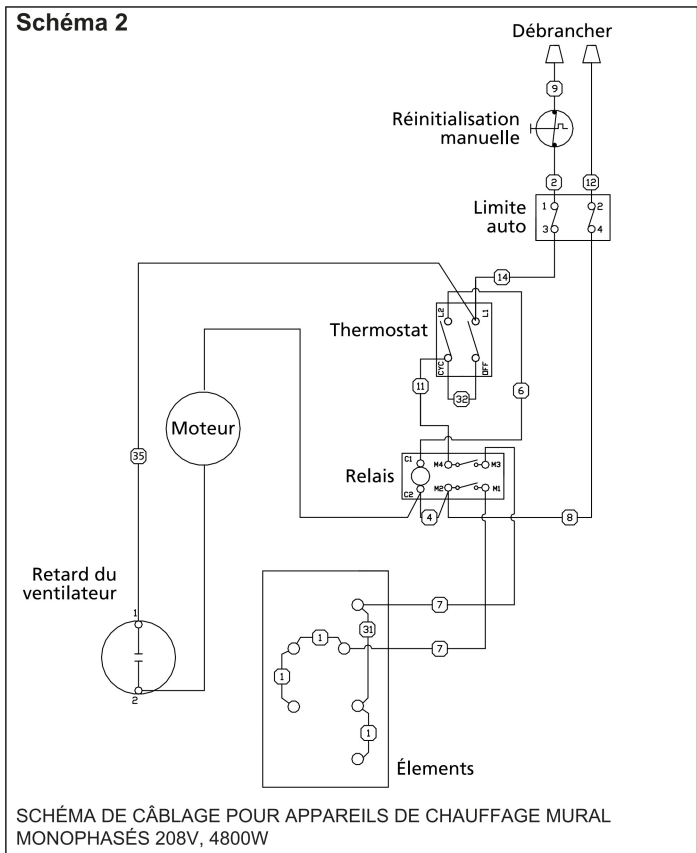 Schéma 2
Débrancher
9
Réinitialisation
manuelle
2
12
Limite
auto
1
2
3
4
14
L2
L1
Thermostat
CYC
OFF
11
32
6
Moteur
35
Relais
C1
M4
M3
C2
M2
M1
4
8
Retard du
ventilateur
1
2
7
31
1
7
1
1
Élements
SCHÉMA DE CÂBLAGE POUR APPAREILS DE CHAUFFAGE MURAL
MONOPHASÉS 208V, 4800W